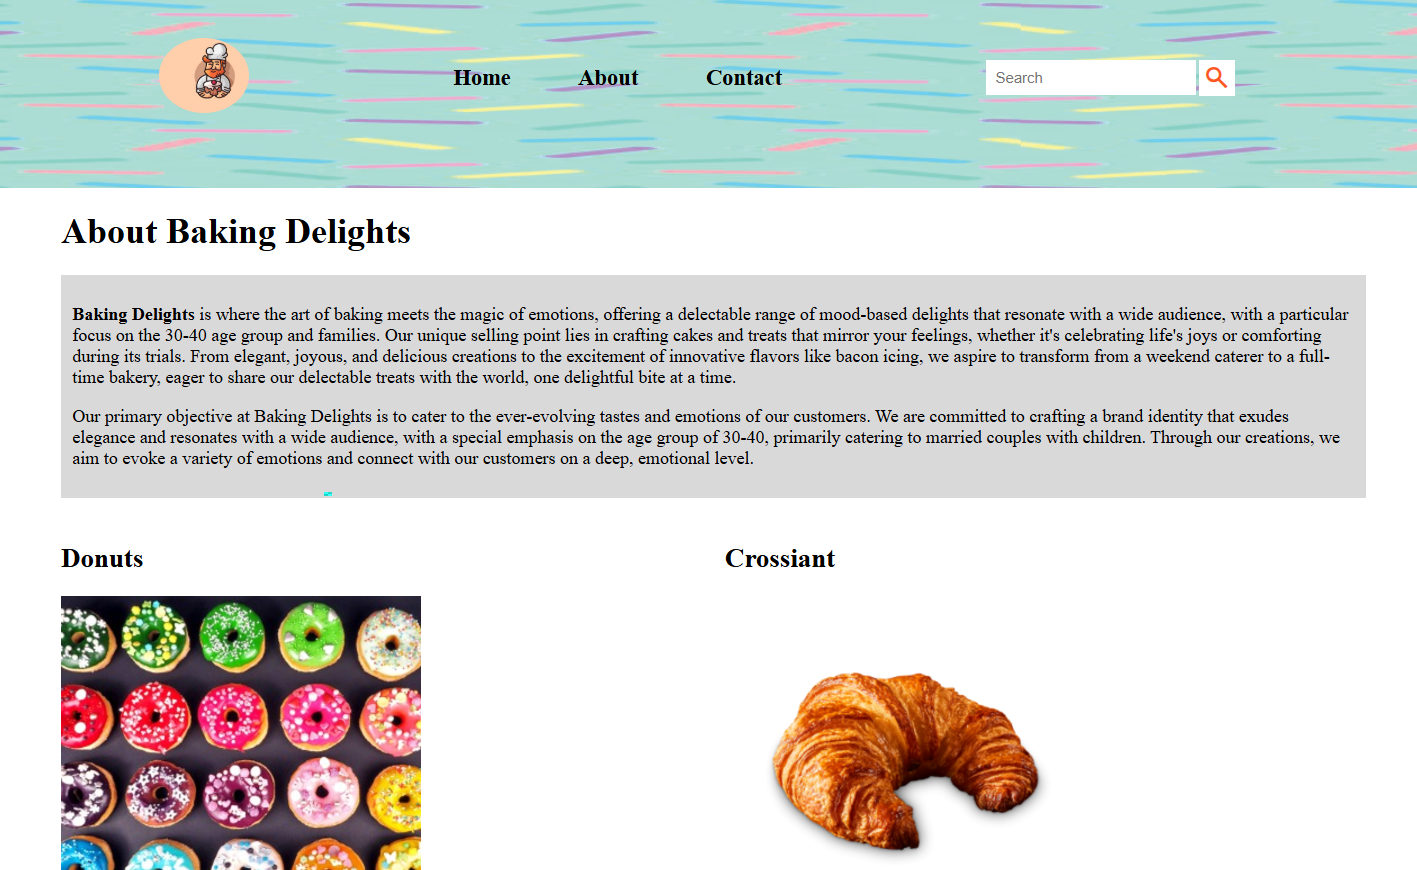 Home About Contact Search
About Baking Delights
Baking Delights is where the art of baking meets the magic of emotions, offering a delectable range of mood-based delights that resonate with a wide audience, with a particular
focus on the 30-40 age group and families. Our unique selling point lies in crafting cakes and treats that mirror your feelings, whether it's celebrating life's joys or comforting
during its trials. From elegant, joyous, and delicious creations to the excitement of innovative flavors like bacon icing, we aspire to transform from a weekend caterer to a full-
time bakery, eager to share our delectable treats with the world, one delightful bite at a time.
Our primary objective at Baking Delights is to cater to the ever-evolving tastes and emotions of our customers. We are committed to crafting a brand identity that exudes
elegance and resonates with a wide audience, with a special emphasis on the age group of 30-40, primarily catering to married couples with children. Through our creations, we
aim to evoke a variety of emotions and connect with our customers on a deep, emotional level.
Donuts Crossiant